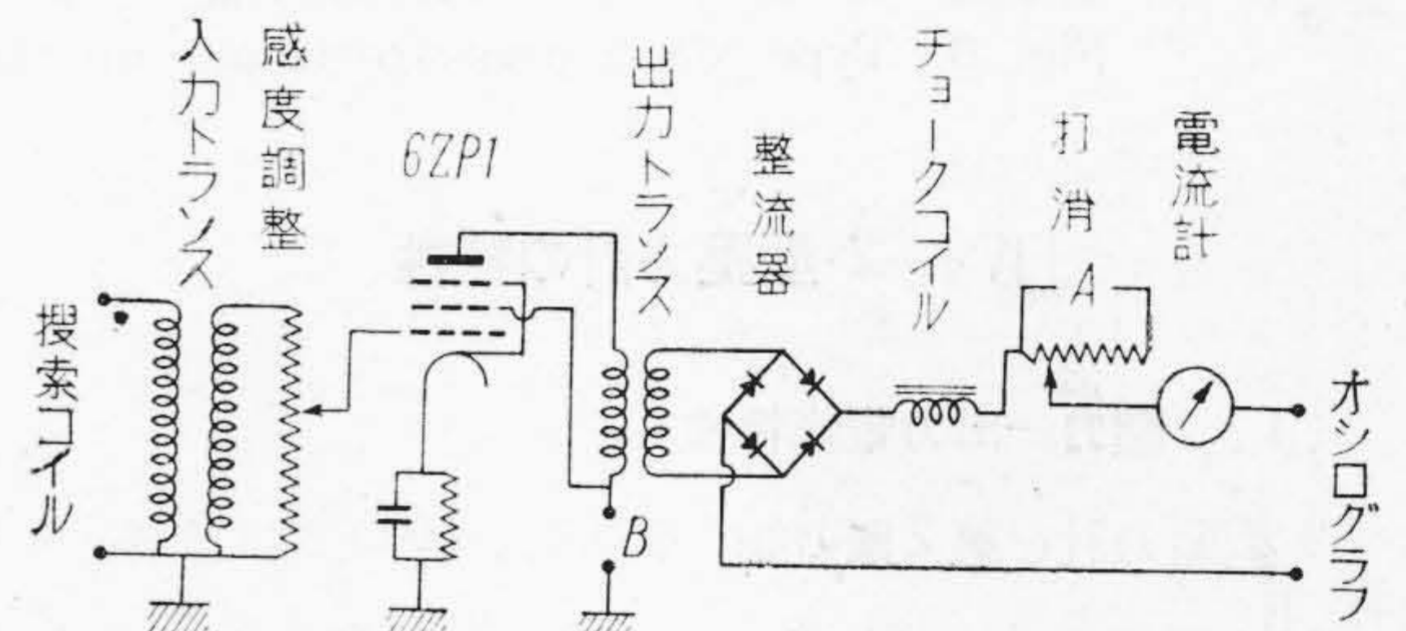 搜索コイル
入力トランス
感度調整
6ZP1
出力トランス
B
整流器
チョークコイル
打消
A
電流計
オシログラフ